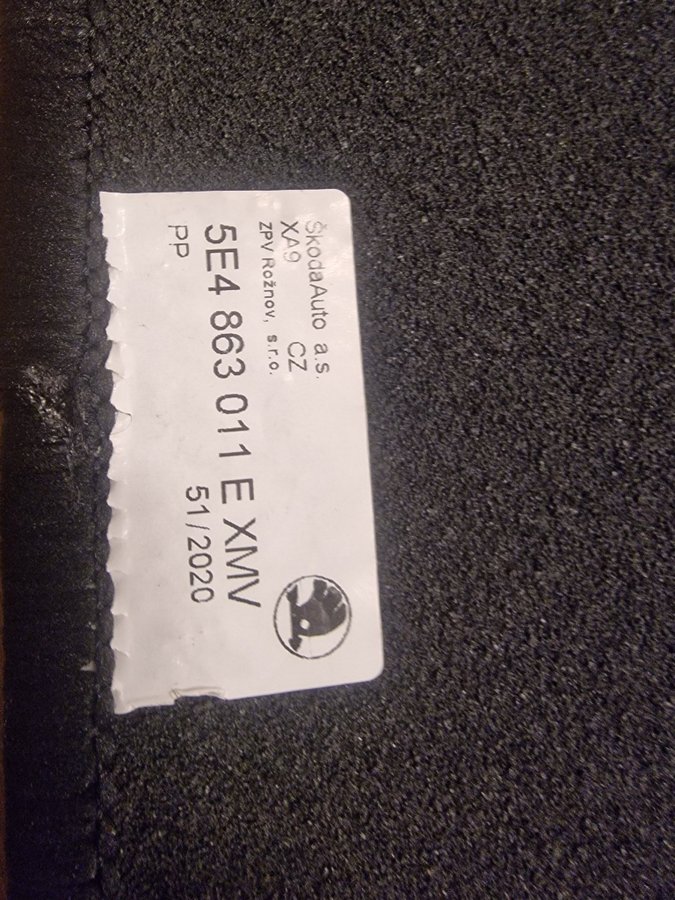 ŠkodaAuto a.s.
XA9 CZ
ZPV Rožnov, s.r.o.
5E4 863 011 E XMV
PP 51/2020